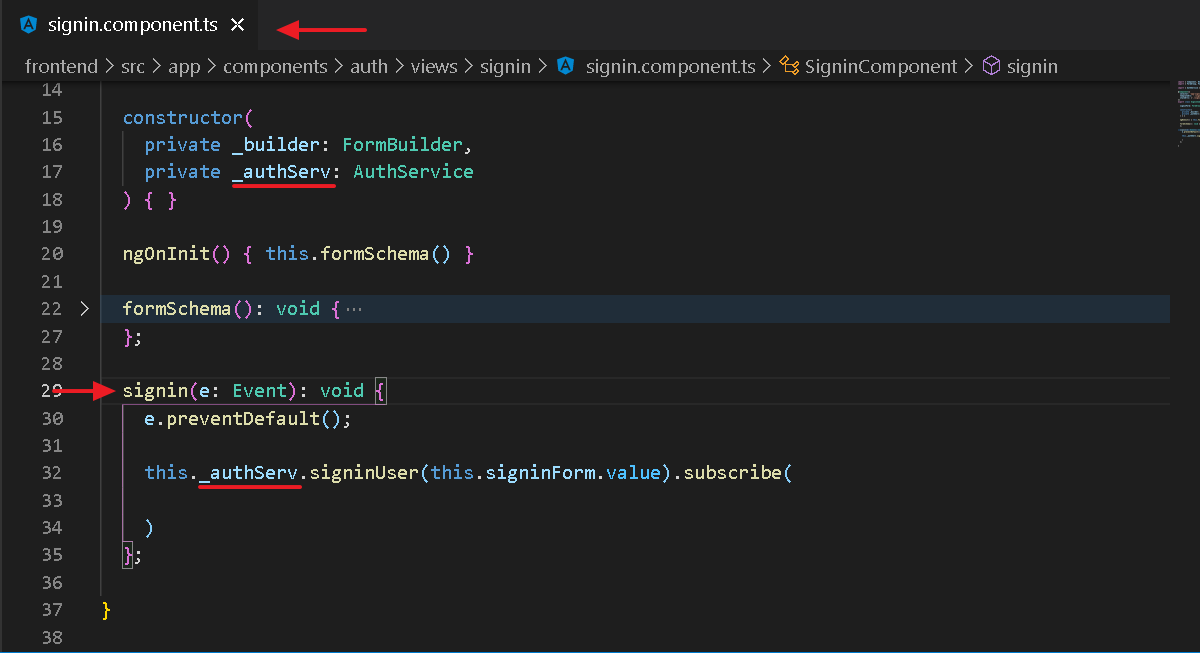 signin.component.ts
frontend > src > app > components > auth > views > signin > signin.component.ts > SigninComponent > signin
14
15 constructor(
16 private _builder: FormBuilder,
17 private _authServ: AuthService
18 ) { }
19
20 ngOnInit() { this.formSchema() }
21
22 formSchema(): void { ···
27 };
28
29 signin(e: Event): void {
30 e.preventDefault();
31
32 this._authServ.signinUser(this.signinForm.value).subscribe(
33
34 )
35 };
36
37 }
38